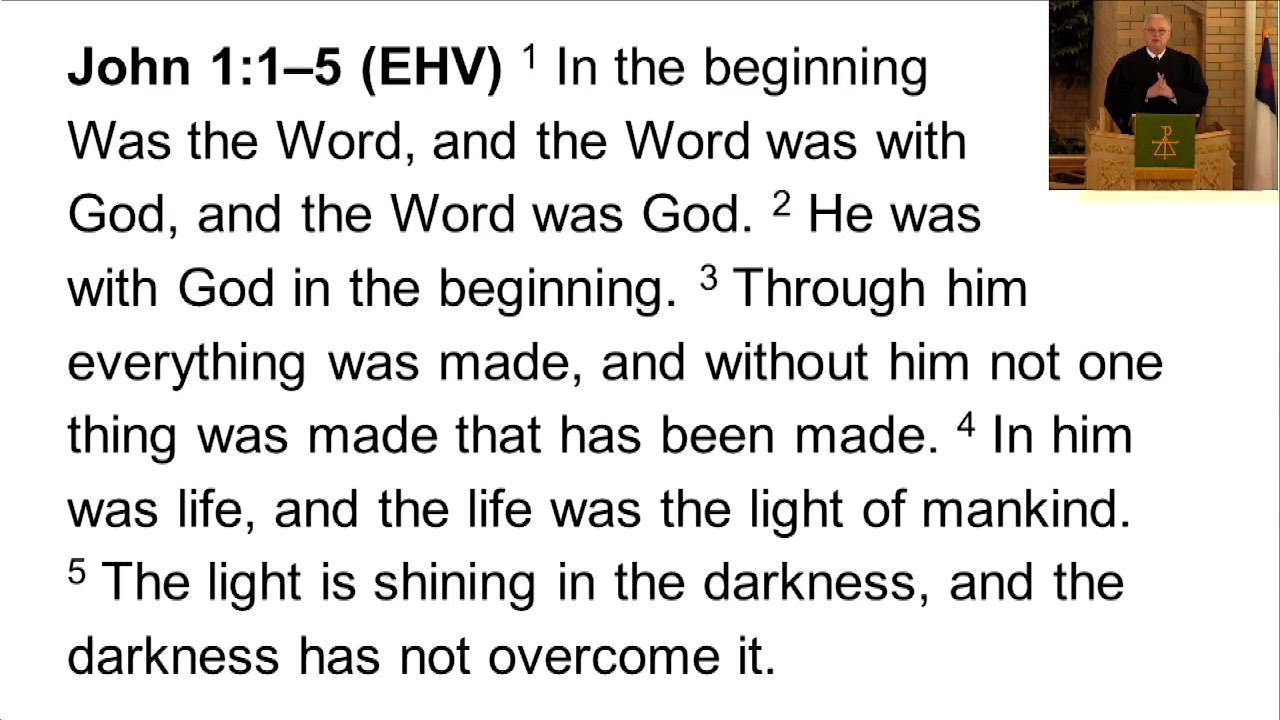 John 1:1–5 (EHV) 1 In the beginning
Was the Word, and the Word was with
God, and the Word was God. 2 He was
with God in the beginning. 3 Through him
everything was made, and without him not one
thing was made that has been made. 4 In him
was life, and the life was the light of mankind.
5 The light is shining in the darkness, and the
darkness has not overcome it.